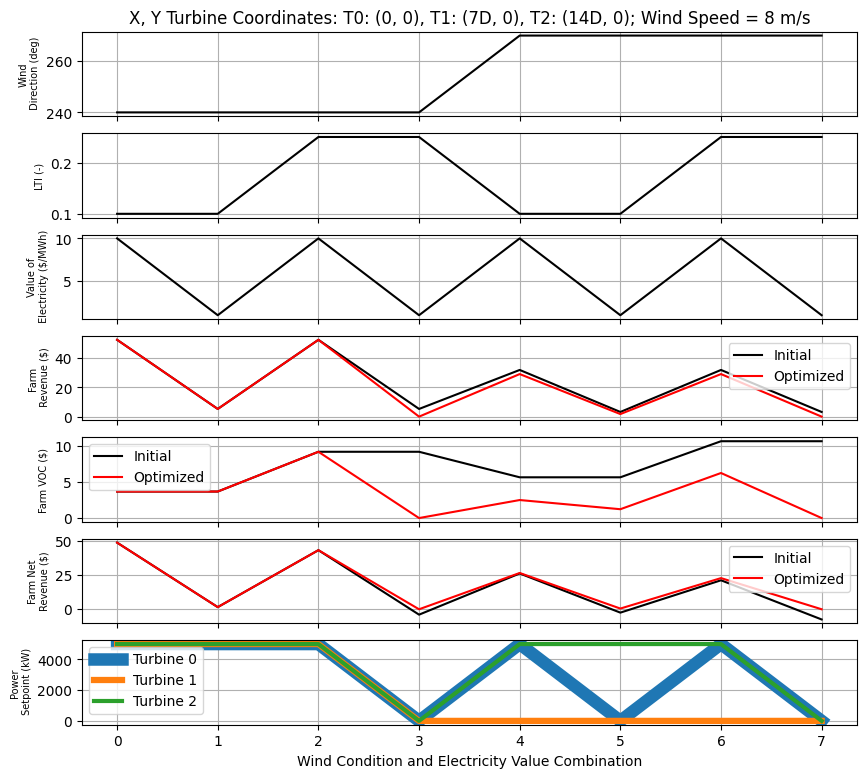 X, Y Turbine Coordinates: T0: (0, 0), T1: (7D, 0), T2: (14D, 0); Wind Speed = 8 m/s
Wind
Direction (deg)
260
240
LTI (-)
0.2
0.1
Value of
Electricity ($/MWh)
10
5
Farm
Revenue ($)
40
20
0
Initial
Optimized
Farm VOC ($)
10
5
0
Initial
Optimized
Farm Net
Revenue ($)
50
25
0
Initial
Optimized
Power
Setpoint (kW)
4000
2000
0
Turbine 0
Turbine 1
Turbine 2
0 1 2 3 4 5 6 7
Wind Condition and Electricity Value Combination